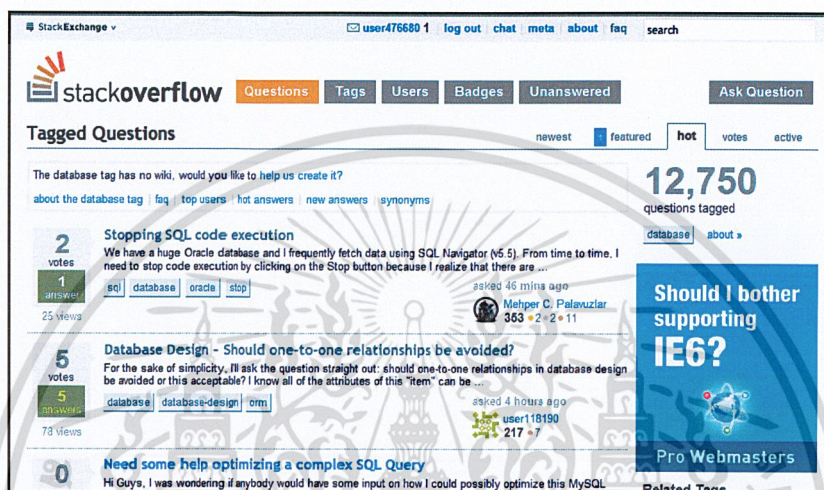 StackExchange
user476680 1 log out chat meta about faq search
stackoverflow Questions Tags Users Badges Unanswered Ask Question
Tagged Questions newest featured hot votes active
The database tag has no wiki, would you like to help us create it?
about the database tag faq top users hot answers new answers synonyms
12,750
questions tagged
database about »
2
votes
1
answer
25 views
Stopping SQL code execution
We have a huge Oracle database and I frequently fetch data using SQL Navigator (v5.5). From time to time, I
need to stop code execution by clicking on the Stop button because I realize that there are ...
sql database oracle stop
asked 46 mins ago
Mehper C. Palavuzlar
353 2 2 11
5
votes
5
answers
78 views
Database Design - Should one-to-one relationships be avoided?
For the sake of simplicity, I'll ask the question straight out: should one-to-one relationships in database design
be avoided or this acceptable? I know all of the attributes of this "item" can be ...
database database-design orm
asked 4 hours ago
user118190
217 7
0
Need some help optimizing a complex SQL Query
Hi Guys, I was wondering if anybody would have some input on how I could possibly optimize this MySQL
Should I bother
supporting
IE6?
Pro Webmasters
Related Tags